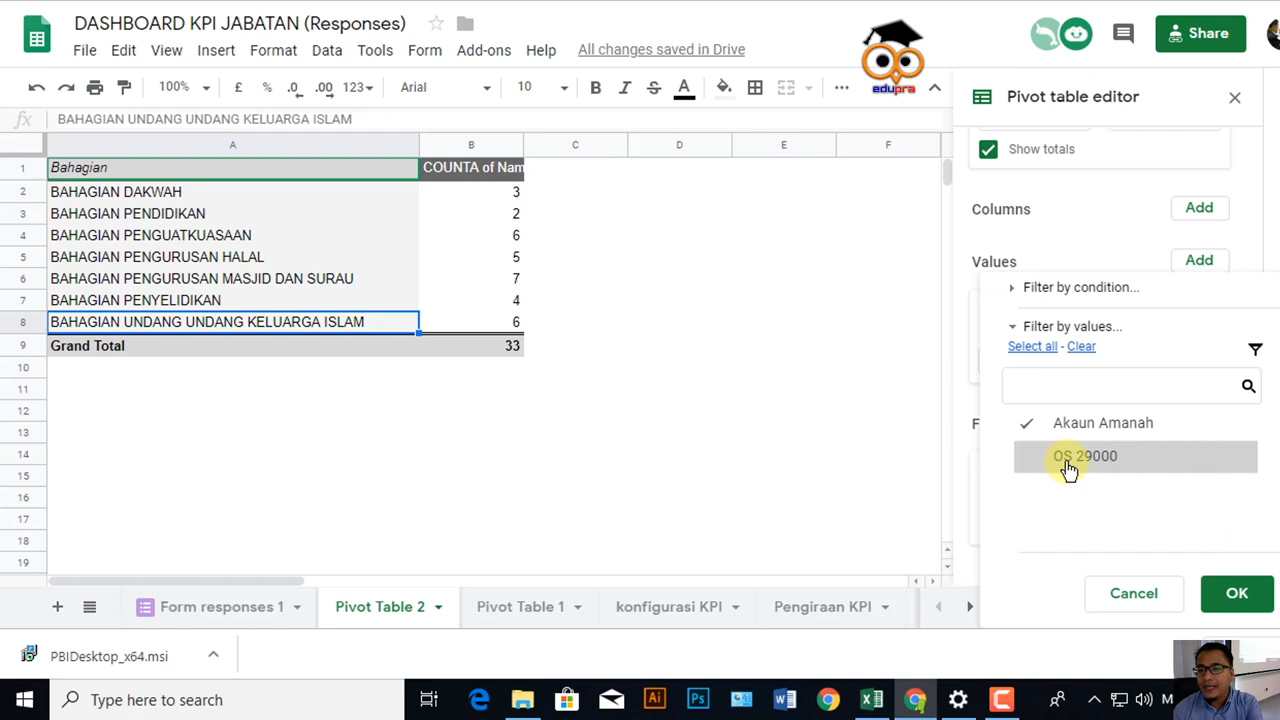 DASHBOARD KPI JABATAN (Responses)
File Edit View Insert Format Data Tools Form Add-ons Help All changes saved in Drive
edupra
Share
100% £ % .0 .00 123 Arial 10 B I S A
Pivot table editor
fx BAHAGIAN UNDANG UNDANG KELUARGA ISLAM
A B C D E F
Show totals
1 Bahagian COUNTA of Nam
2 BAHAGIAN DAKWAH 3
3 BAHAGIAN PENDIDIKAN 2
4 BAHAGIAN PENGUATKUASAAN 6
5 BAHAGIAN PENGURUSAN HALAL 5
6 BAHAGIAN PENGURUSAN MASJID DAN SURAU 7
7 BAHAGIAN PENYELIDIKAN 4
8 BAHAGIAN UNDANG UNDANG KELUARGA ISLAM 6
9 Grand Total 33
10
11
12
13
14
15
16
17
18
19
Columns Add
Values Add
Filter by condition...
Filter by values...
Select all - Clear
Akaun Amanah
OS 29000
Cancel OK
Form responses 1 Pivot Table 2 Pivot Table 1 konfigurasi KPI Pengiraan KPI
PBIDesktop_x64.msi
Type here to search
Ai Ps